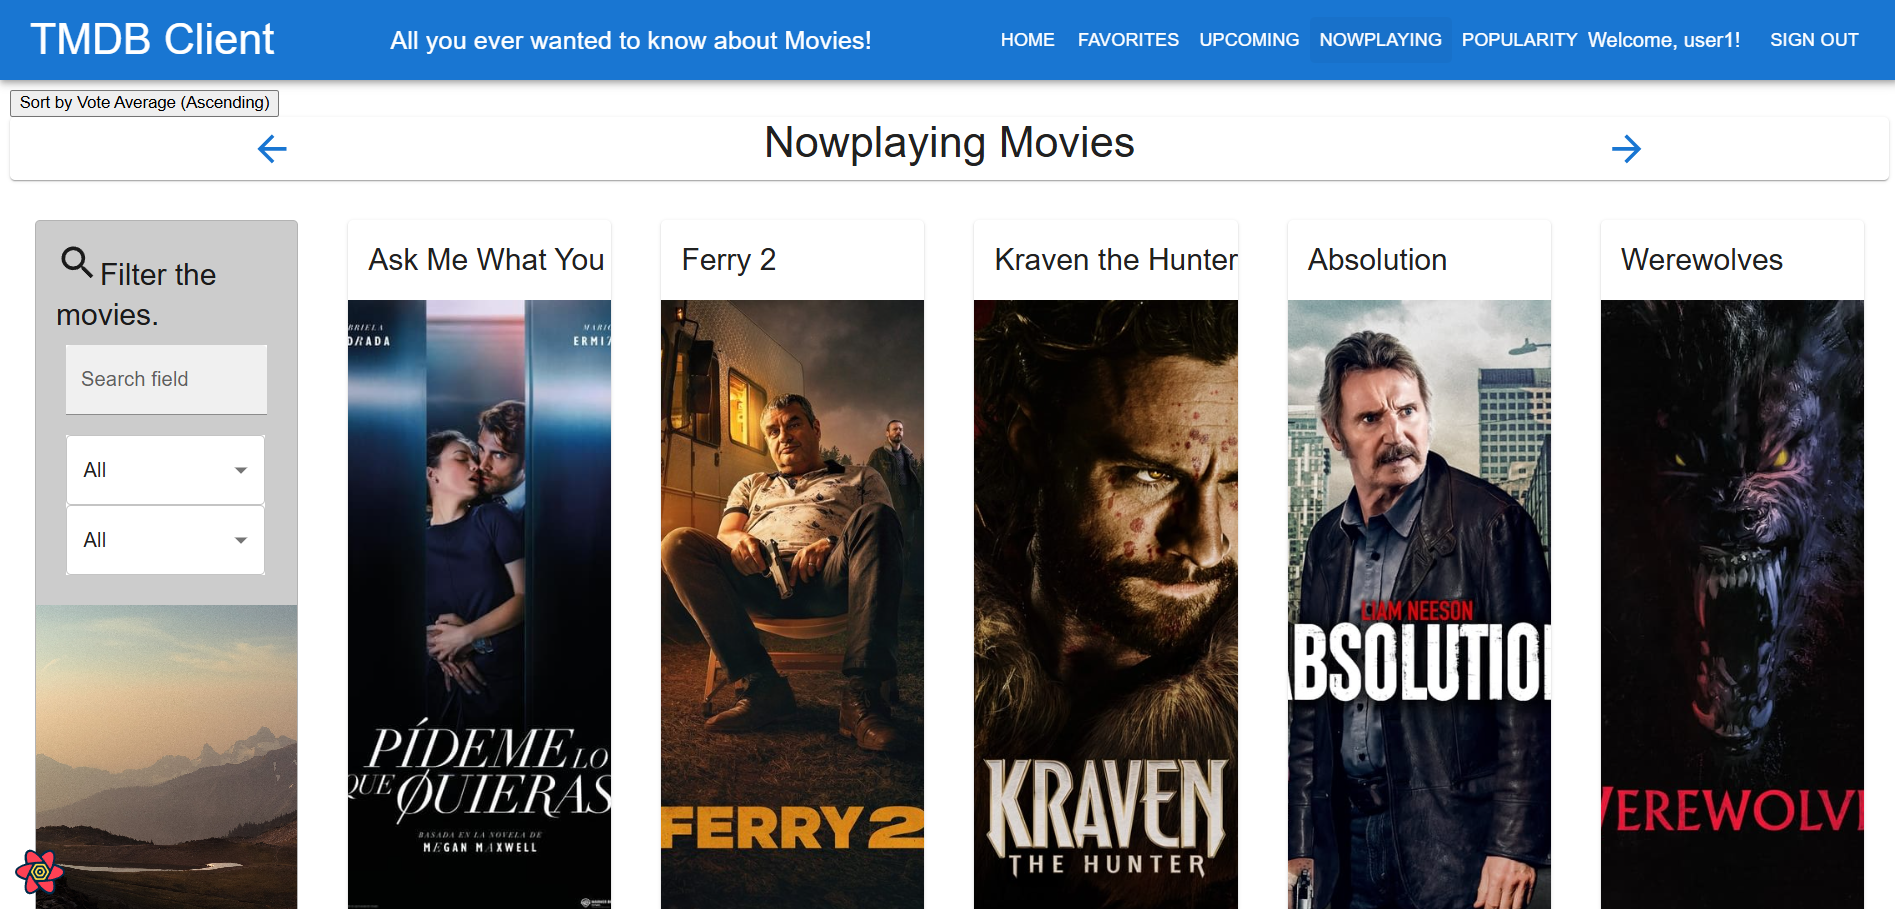 TMDB Client
All you ever wanted to know about Movies!
HOME FAVORITES UPCOMING NOWPLAYING POPULARITY Welcome, user1! SIGN OUT
Sort by Vote Average (Ascending)
Nowplaying Movies
Filter the
movies.
Search field
All
All
Ask Me What You
BRIELA
DRADA
MARIO
ERMI
PÍDEME LO
QUE QUIERAS
BASADA EN LA NOVELA DE
MEGAN MAXWELL
Ferry 2
FERRY 2
Kraven the Hunter
KRAVEN
THE HUNTER
Absolution
LIAM NEESON
ABSOLUTIO
Werewolves
WEREWOLV